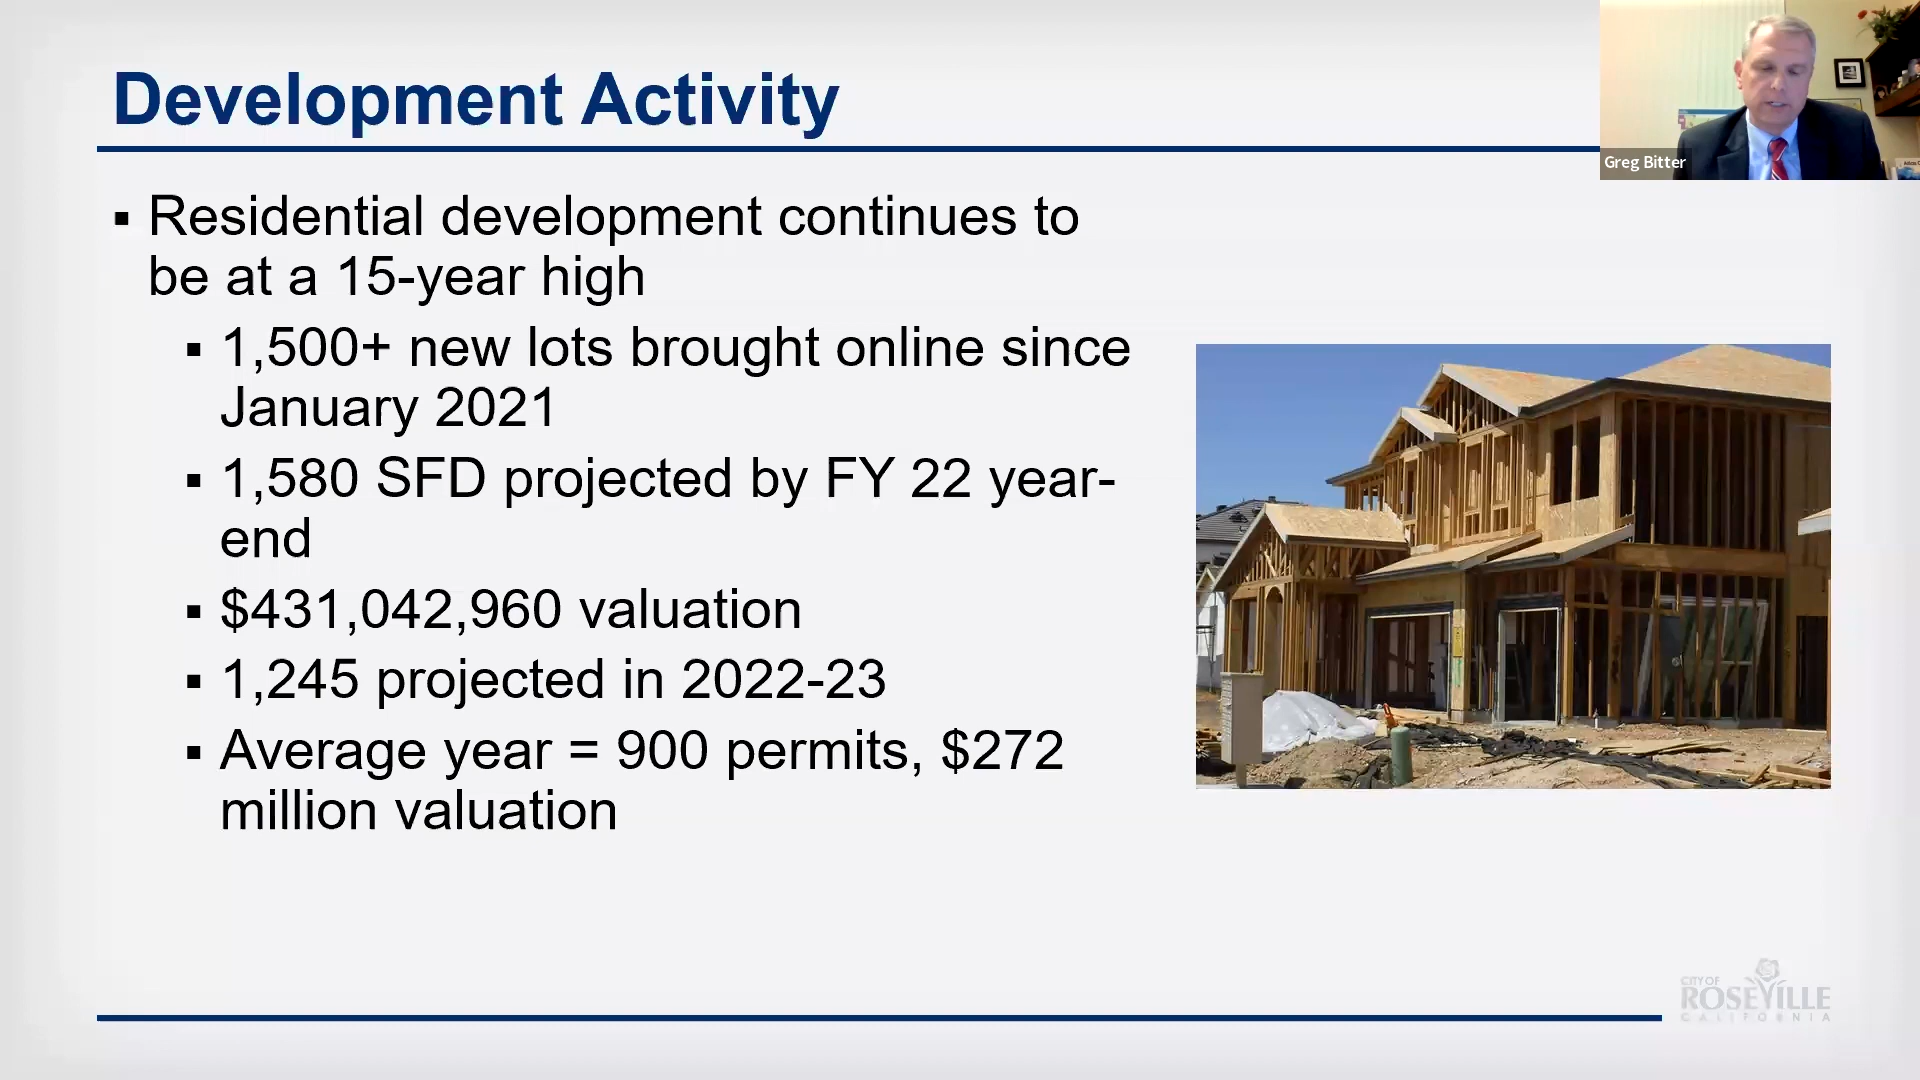 Development Activity
Greg Bitter
▪ Residential development continues to
be at a 15-year high
▪ 1,500+ new lots brought online since
January 2021
▪ 1,580 SFD projected by FY 22 year-
end
▪ $431,042,960 valuation
▪ 1,245 projected in 2022-23
▪ Average year = 900 permits, $272
million valuation
CITY OF
ROSEVILLE
CALIFORNIA